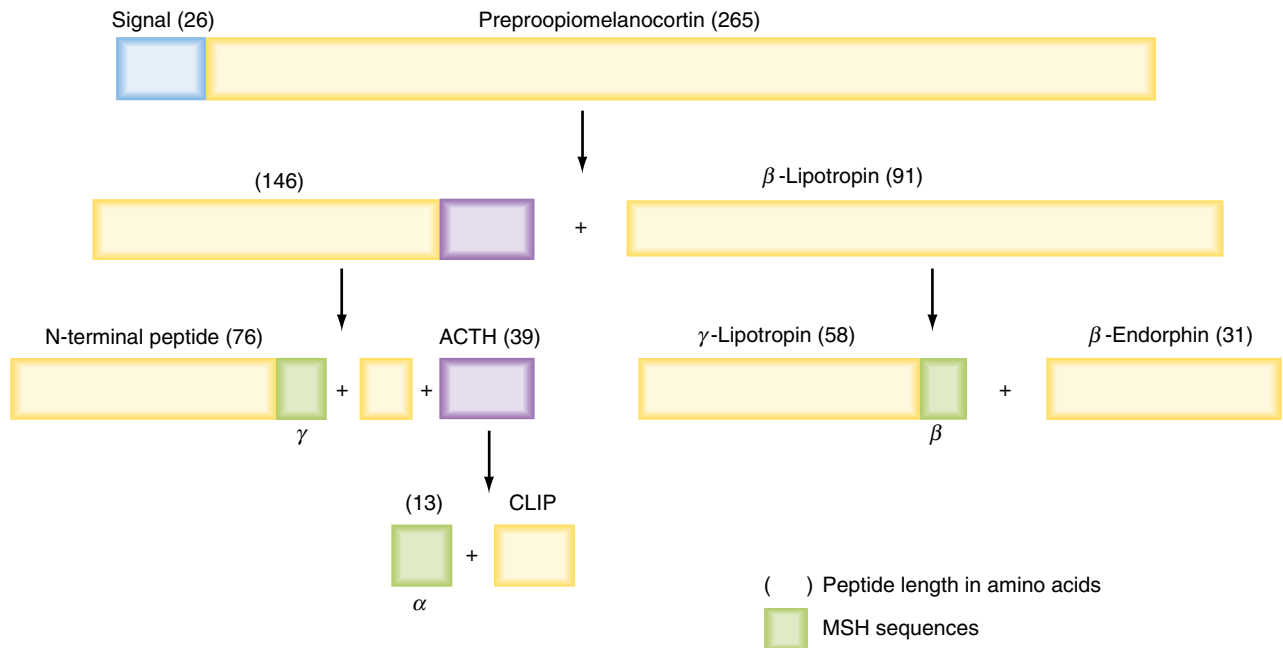 Signal (26) Preproopiomelanocortin (265)
(146) β-Lipotropin (91)
+
N-terminal peptide (76) ACTH (39) γ-Lipotropin (58) β-Endorphin (31)
+ + +
γ β
(13) CLIP
+
α
( ) Peptide length in amino acids
MSH sequences